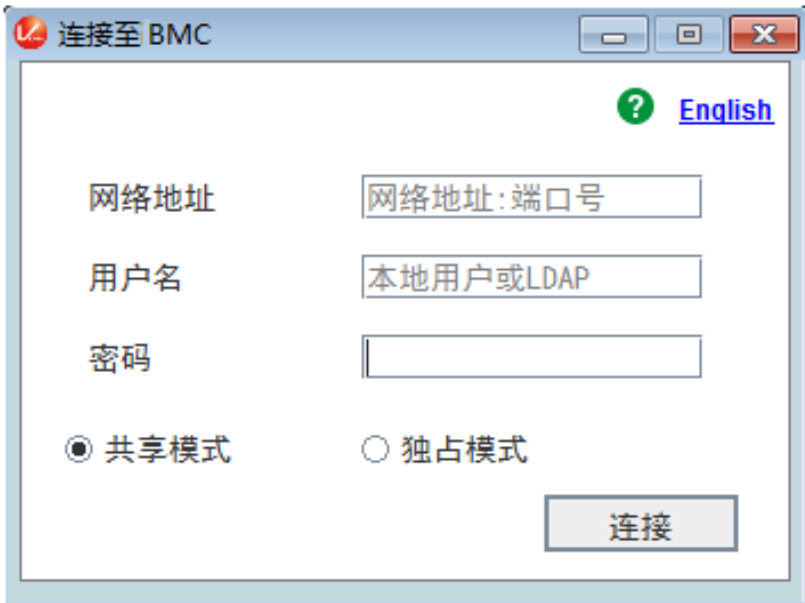 连接至 BMC
? English
网络地址 网络地址:端口号
用户名 本地用户或LDAP
密码
共享模式 独占模式
连接